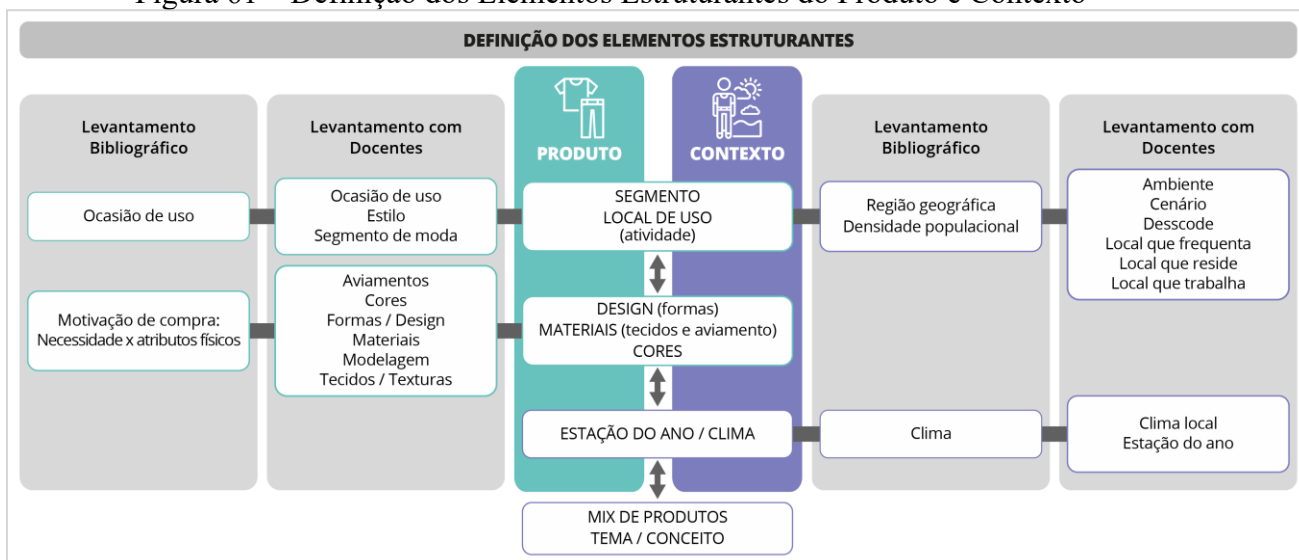 Figura 01 – Definição dos Elementos Estruturantes do Produto e Contexto
DEFINIÇÃO DOS ELEMENTOS ESTRUTURANTES
Levantamento
Bibliográfico
Levantamento com
Docentes
PRODUTO
CONTEXTO
Levantamento
Bibliográfico
Levantamento com
Docentes
Ocasião de uso
Ocasião de uso
Estilo
Segmento de moda
SEGMENTO
LOCAL DE USO
(atividade)
Região geográfica
Densidade populacional
Ambiente
Cenário
Desscode
Local que frequenta
Local que reside
Local que trabalha
Motivação de compra:
Necessidade x atributos físicos
Aviamentos
Cores
Formas / Design
Materiais
Modelagem
Tecidos / Texturas
DESIGN (formas)
MATERIAIS (tecidos e aviamento)
CORES
ESTAÇÃO DO ANO / CLIMA
Clima
Clima local
Estação do ano
MIX DE PRODUTOS
TEMA / CONCEITO